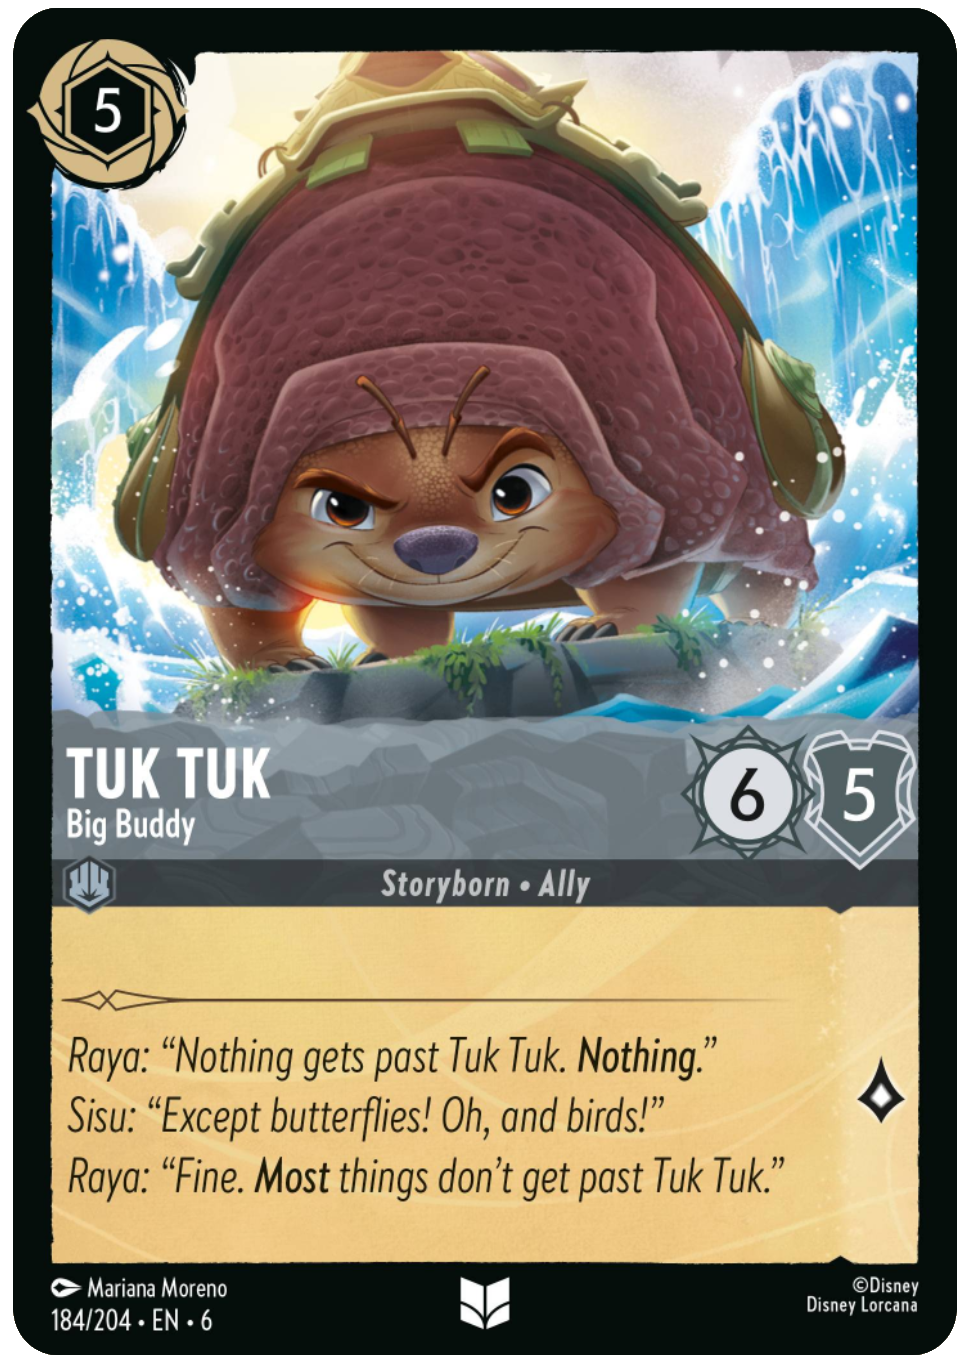 5
TUK TUK
Big Buddy
6
5
Storyborn • Ally
Raya: “Nothing gets past Tuk Tuk. Nothing.”
Sisu: “Except butterflies! Oh, and birds!”
Raya: “Fine. Most things don’t get past Tuk Tuk.”
Mariana Moreno
184/204 • EN • 6
©Disney
Disney Lorcana